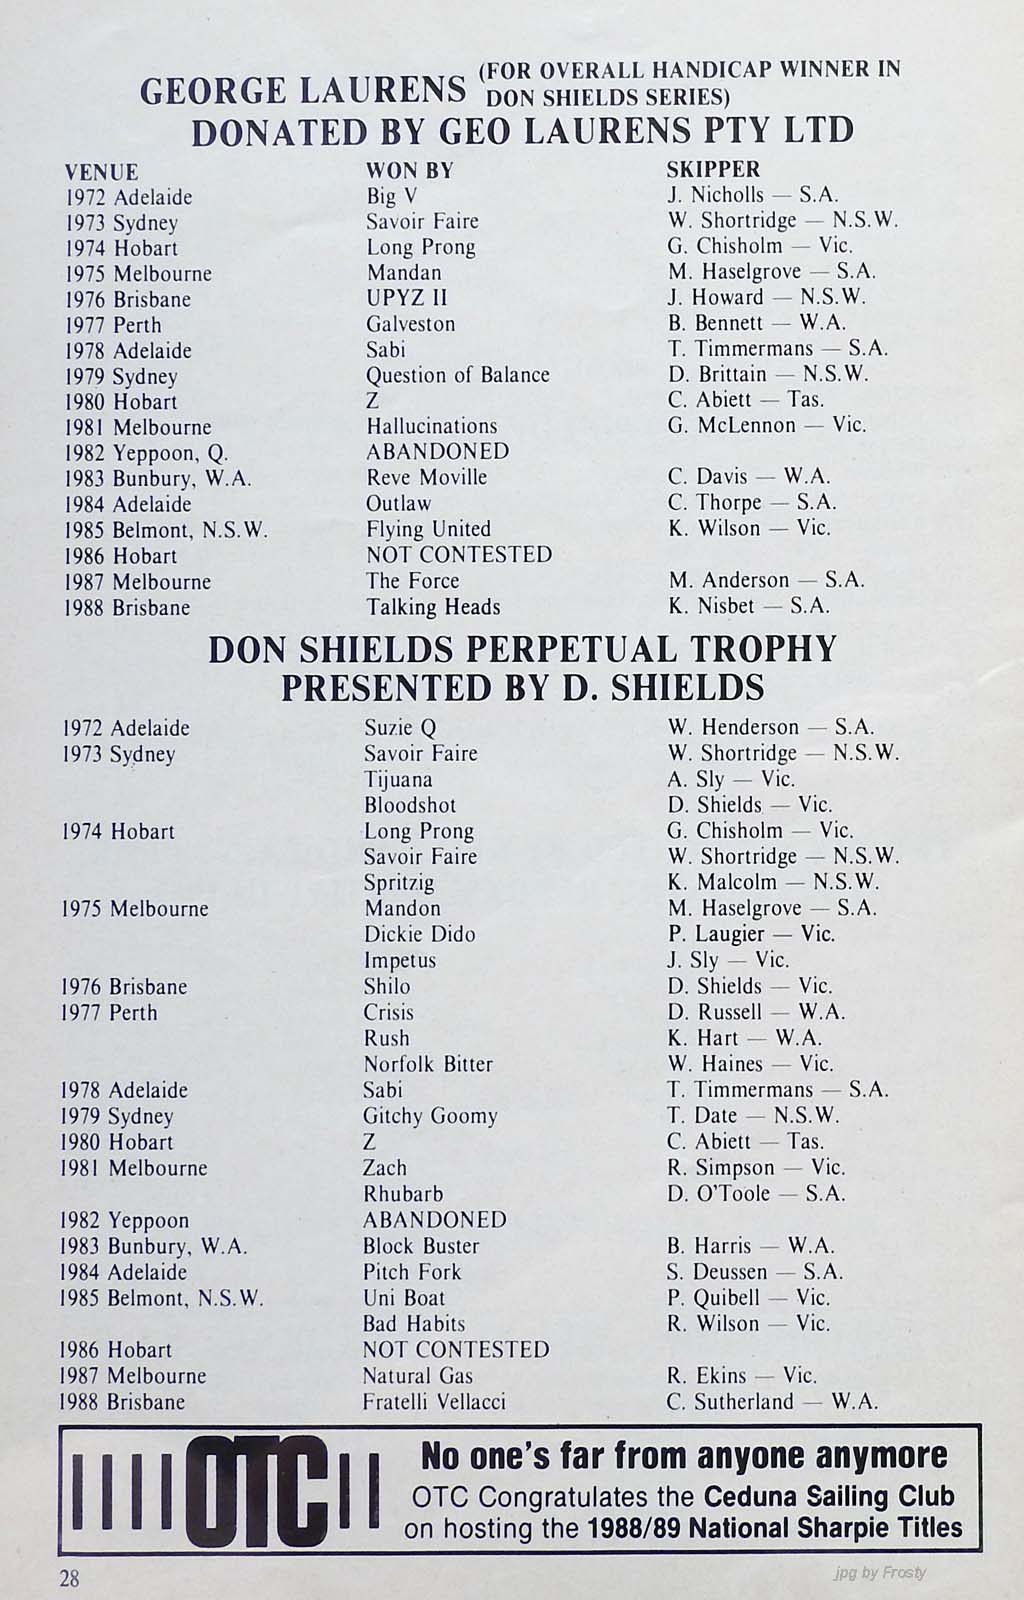 GEORGE LAURENS (FOR OVERALL HANDICAP WINNER IN DON SHIELDS SERIES)
DONATED BY GEO LAURENS PTY LTD
VENUE WON BY SKIPPER
1972 Adelaide Big V J. Nicholls — S.A.
1973 Sydney Savoir Faire W. Shortridge — N.S.W.
1974 Hobart Long Prong G. Chisholm — Vic.
1975 Melbourne Mandan M. Haselgrove — S.A.
1976 Brisbane UPYZ II J. Howard — N.S.W.
1977 Perth Galveston B. Bennett — W.A.
1978 Adelaide Sabi T. Timmermans — S.A.
1979 Sydney Question of Balance D. Brittain — N.S.W.
1980 Hobart Z C. Abiett — Tas.
1981 Melbourne Hallucinations G. McLennon — Vic.
1982 Yeppoon, Q. ABANDONED
1983 Bunbury, W.A. Reve Moville C. Davis — W.A.
1984 Adelaide Outlaw C. Thorpe — S.A.
1985 Belmont, N.S.W. Flying United K. Wilson — Vic.
1986 Hobart NOT CONTESTED
1987 Melbourne The Force M. Anderson — S.A.
1988 Brisbane Talking Heads K. Nisbet — S.A.
DON SHIELDS PERPETUAL TROPHY
PRESENTED BY D. SHIELDS
1972 Adelaide Suzie Q W. Henderson — S.A.
1973 Sydney Savoir Faire W. Shortridge — N.S.W.
Tijuana A. Sly — Vic.
Bloodshot D. Shields — Vic.
1974 Hobart Long Prong G. Chisholm — Vic.
Savoir Faire W. Shortridge — N.S.W.
Spritzig K. Malcolm — N.S.W.
1975 Melbourne Mandon M. Haselgrove — S.A.
Dickie Dido P. Laugier — Vic.
Impetus J. Sly — Vic.
1976 Brisbane Shilo D. Shields — Vic.
1977 Perth Crisis D. Russell — W.A.
Rush K. Hart — W.A.
Norfolk Bitter W. Haines — Vic.
1978 Adelaide Sabi T. Timmermans — S.A.
1979 Sydney Gitchy Goomy T. Date — N.S.W.
1980 Hobart Z C. Abiett — Tas.
1981 Melbourne Zach R. Simpson — Vic.
Rhubarb D. O'Toole — S.A.
1982 Yeppoon ABANDONED
1983 Bunbury, W.A. Block Buster B. Harris — W.A.
1984 Adelaide Pitch Fork S. Deussen — S.A.
1985 Belmont, N.S.W. Uni Boat P. Quibell — Vic.
Bad Habits R. Wilson — Vic.
1986 Hobart NOT CONTESTED
1987 Melbourne Natural Gas R. Ekins — Vic.
1988 Brisbane Fratelli Vellacci C. Sutherland — W.A.
OTC
No one's far from anyone anymore
OTC Congratulates the Ceduna Sailing Club
on hosting the 1988/89 National Sharpie Titles
28
jpg by Frosty